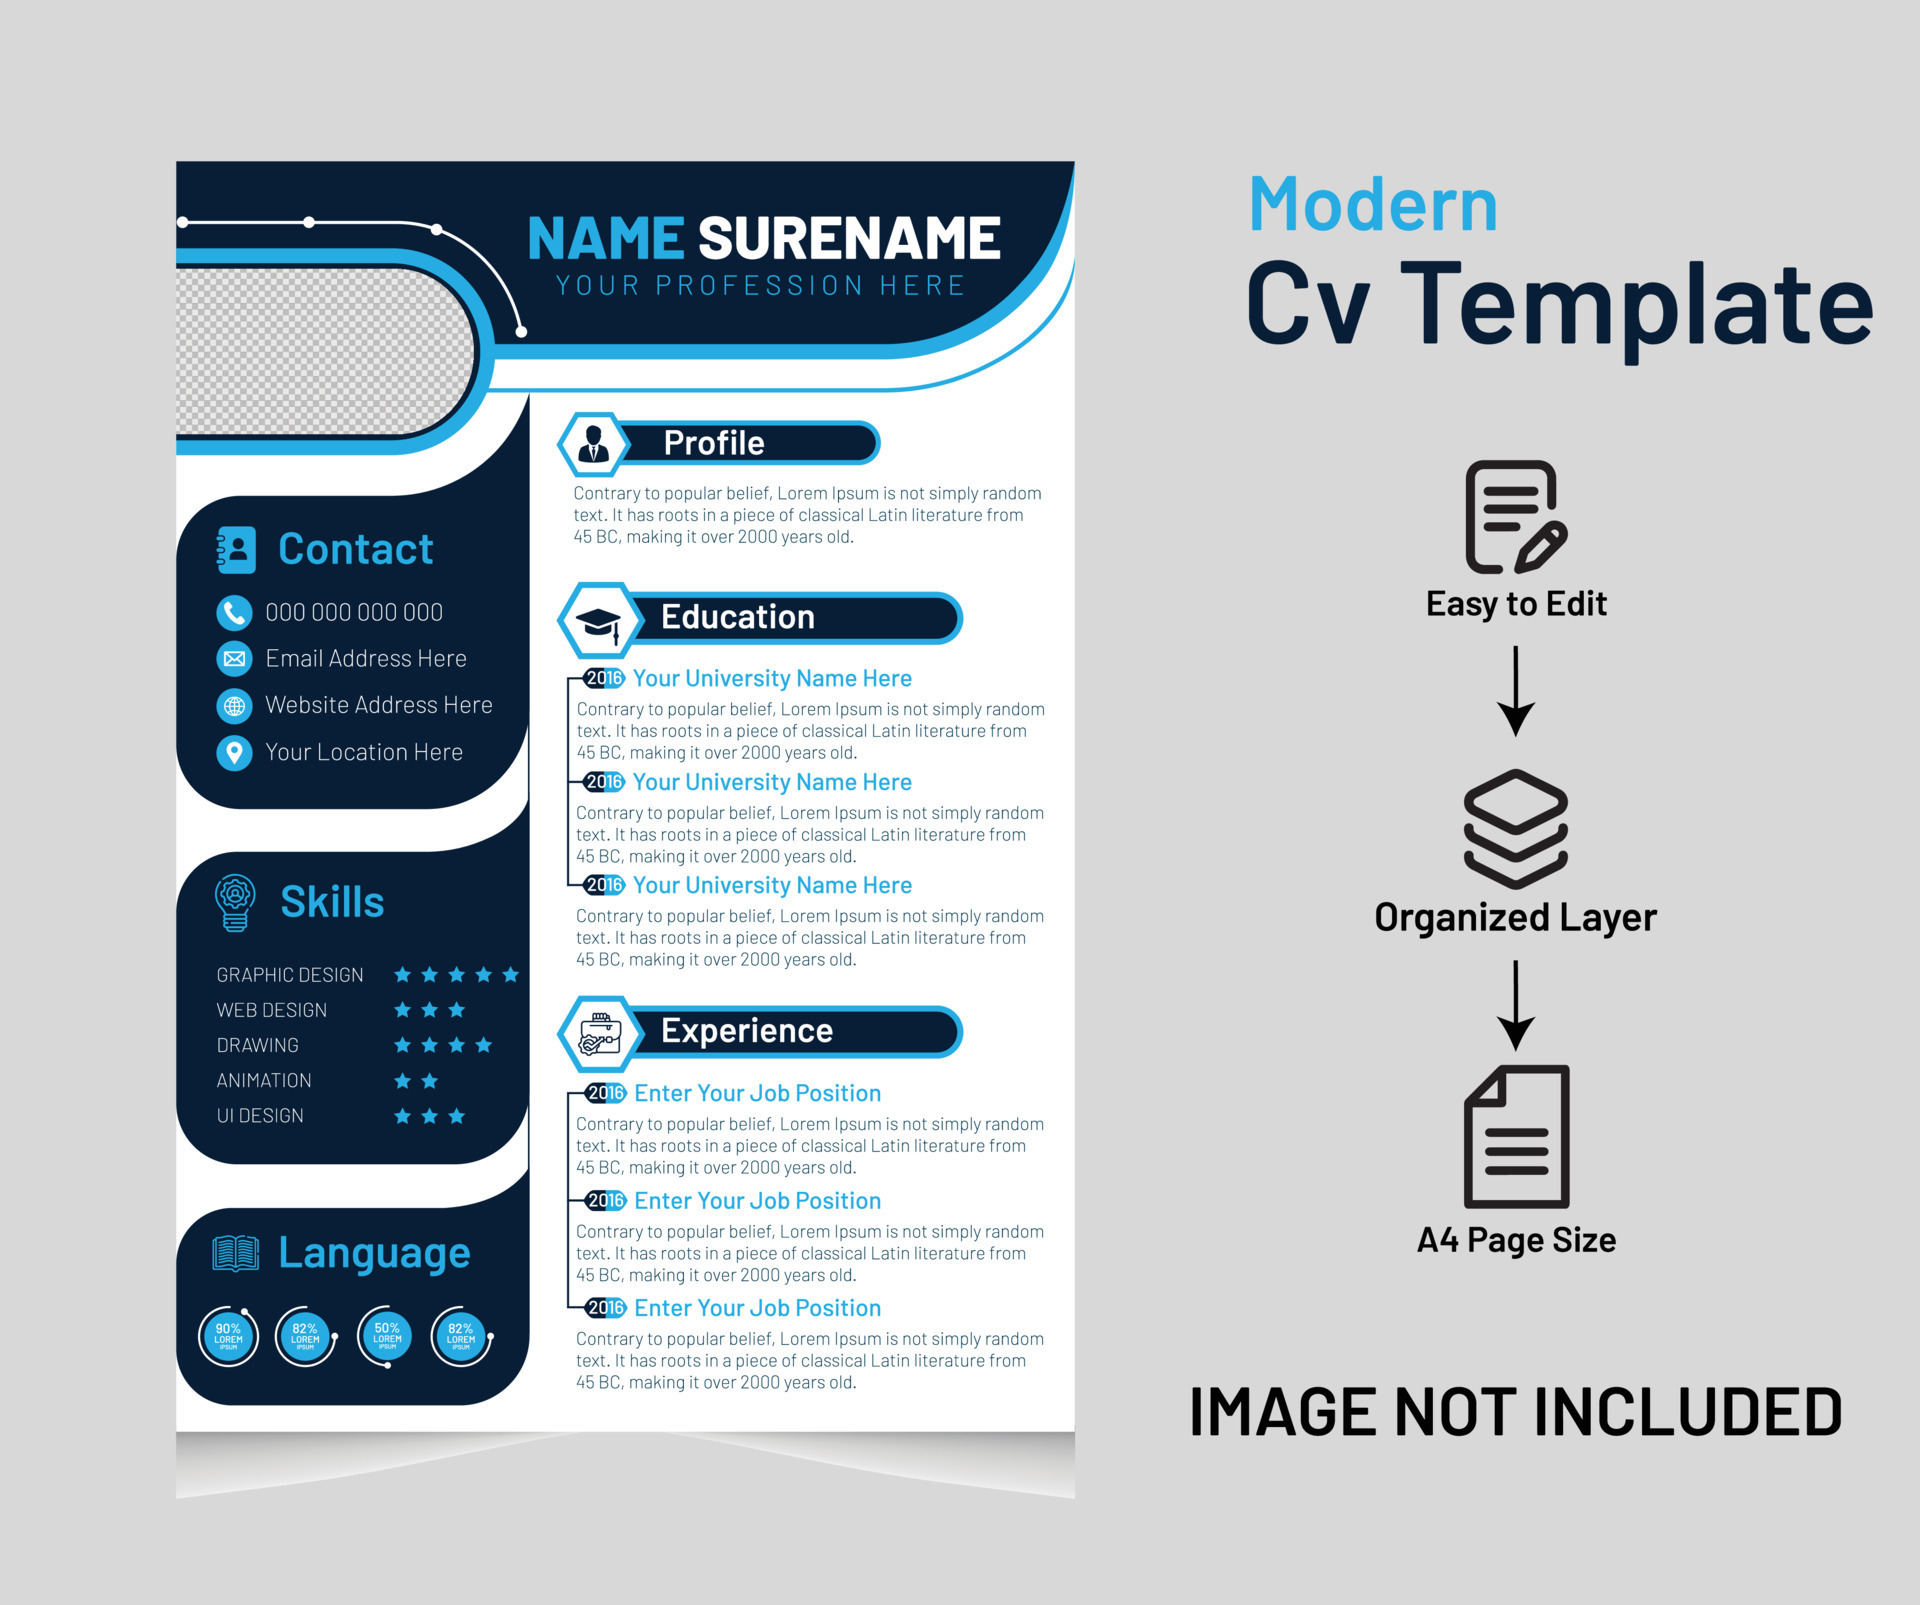 NAME SURENAME
YOUR PROFESSION HERE
Contact
000 000 000 000
Email Address Here
Website Address Here
Your Location Here
Skills
GRAPHIC DESIGN
WEB DESIGN
DRAWING
ANIMATION
UI DESIGN
Language
90% LOREM IPSUM
82% LOREM IPSUM
50% LOREM IPSUM
82% LOREM IPSUM
Profile
Contrary to popular belief, Lorem Ipsum is not simply random
text. It has roots in a piece of classical Latin literature from
45 BC, making it over 2000 years old.
Education
2016 Your University Name Here
Contrary to popular belief, Lorem Ipsum is not simply random
text. It has roots in a piece of classical Latin literature from
45 BC, making it over 2000 years old.
2016 Your University Name Here
Contrary to popular belief, Lorem Ipsum is not simply random
text. It has roots in a piece of classical Latin literature from
45 BC, making it over 2000 years old.
2016 Your University Name Here
Contrary to popular belief, Lorem Ipsum is not simply random
text. It has roots in a piece of classical Latin literature from
45 BC, making it over 2000 years old.
Experience
2016 Enter Your Job Position
Contrary to popular belief, Lorem Ipsum is not simply random
text. It has roots in a piece of classical Latin literature from
45 BC, making it over 2000 years old.
2016 Enter Your Job Position
Contrary to popular belief, Lorem Ipsum is not simply random
text. It has roots in a piece of classical Latin literature from
45 BC, making it over 2000 years old.
2016 Enter Your Job Position
Contrary to popular belief, Lorem Ipsum is not simply random
text. It has roots in a piece of classical Latin literature from
45 BC, making it over 2000 years old.
Modern
Cv Template
Easy to Edit
Organized Layer
A4 Page Size
IMAGE NOT INCLUDED